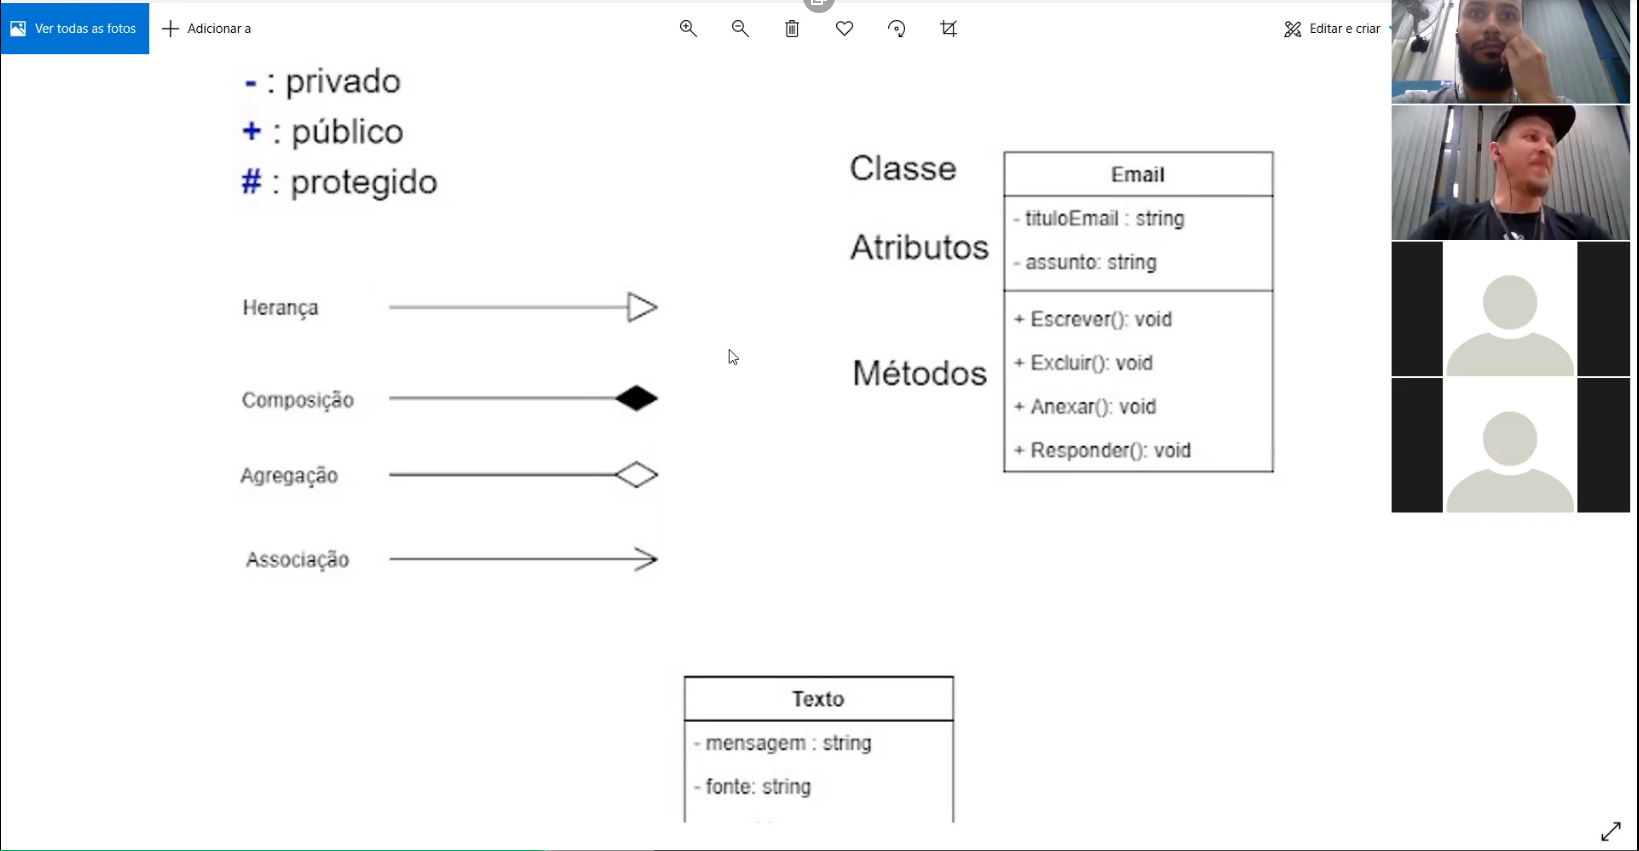 Ver todas as fotos
Adicionar a
Editar e criar
- : privado
+ : público
# : protegido
Herança
Composição
Agregação
Associação
Classe
Atributos
Métodos
Email
- tituloEmail : string
- assunto: string
+ Escrever(): void
+ Excluir(): void
+ Anexar(): void
+ Responder(): void
Texto
- mensagem : string
- fonte: string